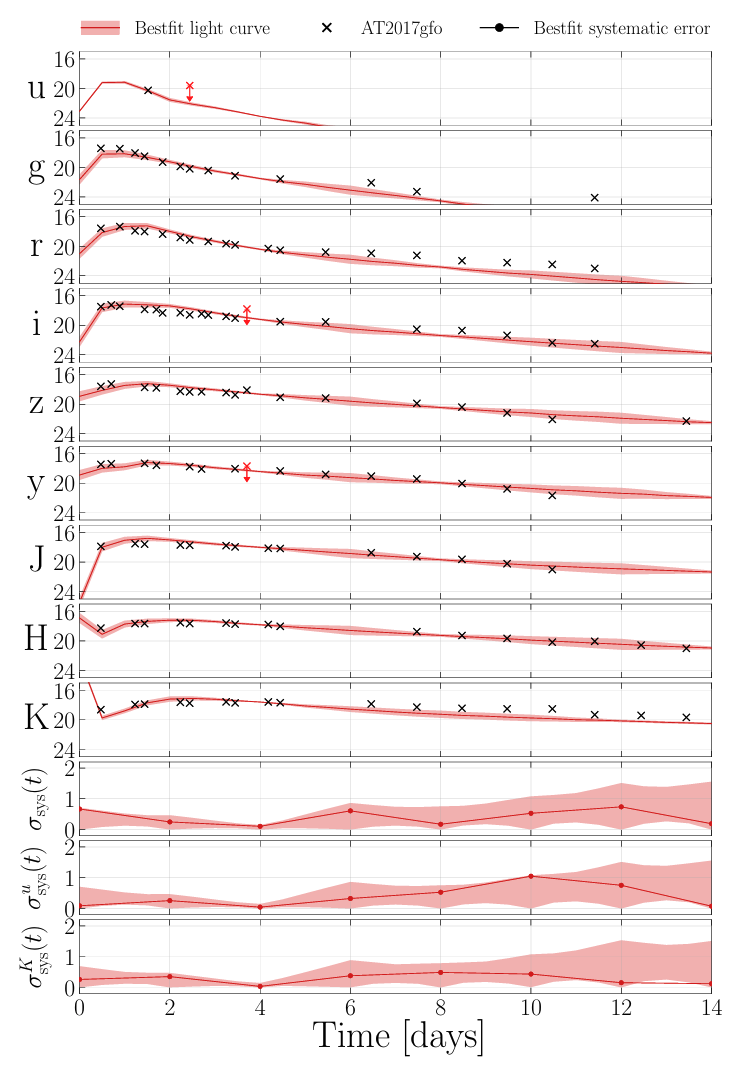 Bestfit light curve AT2017gfo Bestfit systematic error
16
u 20
24
16
g 20
24
16
r 20
24
16
i 20
24
16
z 20
24
16
y 20
24
16
J 20
24
16
H 20
24
16
K 20
24
2
σ_sys(t) 1
0
2
σ^u_sys(t) 1
0
2
σ^K_sys(t) 1
0
0 2 4 6 8 10 12 14
Time [days]